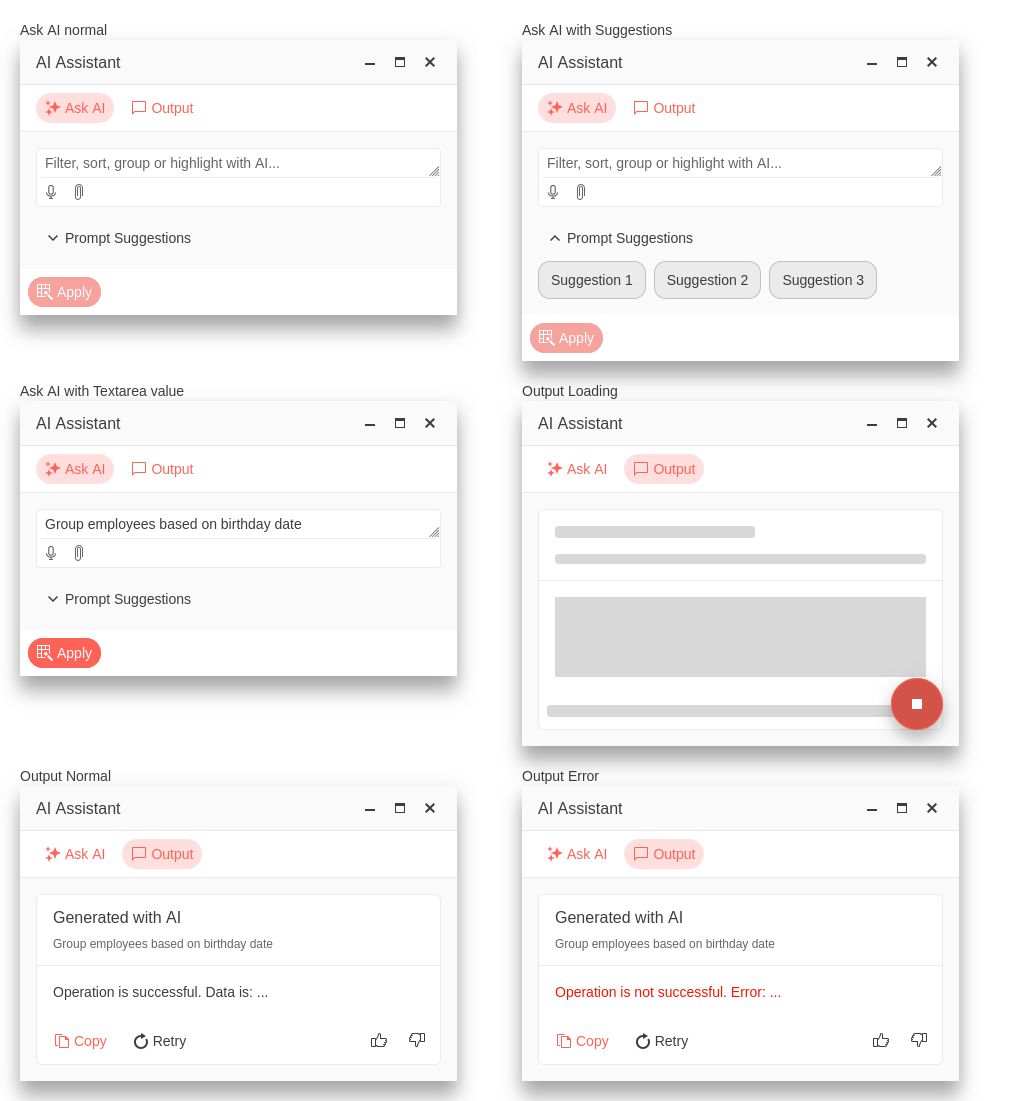 Ask AI normal
AI Assistant
Ask AI Output
Filter, sort, group or highlight with AI...
Prompt Suggestions
Apply
Ask AI with Suggestions
AI Assistant
Ask AI Output
Filter, sort, group or highlight with AI...
Prompt Suggestions
Suggestion 1 Suggestion 2 Suggestion 3
Apply
Ask AI with Textarea value
AI Assistant
Ask AI Output
Group employees based on birthday date
Prompt Suggestions
Apply
Output Loading
AI Assistant
Ask AI Output
Output Normal
AI Assistant
Ask AI Output
Generated with AI
Group employees based on birthday date
Operation is successful. Data is: ...
Copy Retry
Output Error
AI Assistant
Ask AI Output
Generated with AI
Group employees based on birthday date
Operation is not successful. Error: ...
Copy Retry